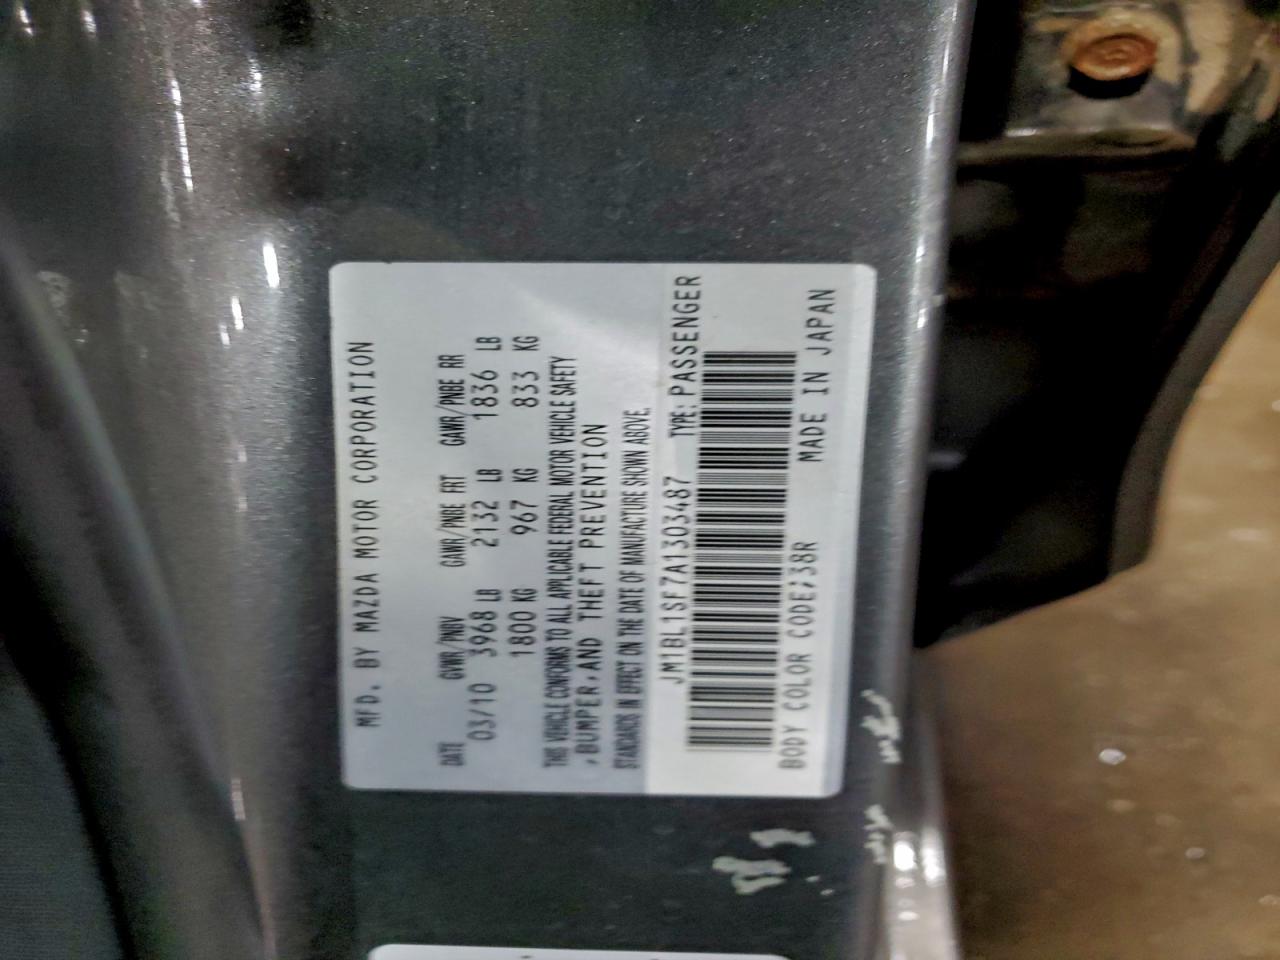 MFD. BY MAZDA MOTOR CORPORATION
DATE GVWR/PNBV GAWR/PNBE FRT GAWR/PNBE RR
03/10 3968 LB 2132 LB 1836 LB
1800 KG 967 KG 833 KG
THIS VEHICLE CONFORMS TO ALL APPLICABLE FEDERAL MOTOR VEHICLE SAFETY
, BUMPER, AND THEFT PREVENTION
STANDARDS IN EFFECT ON THE DATE OF MANUFACTURE SHOWN ABOVE.
JM1BL1SF7A1303487 TYPE: PASSENGER
BODY COLOR CODE: 38R MADE IN JAPAN